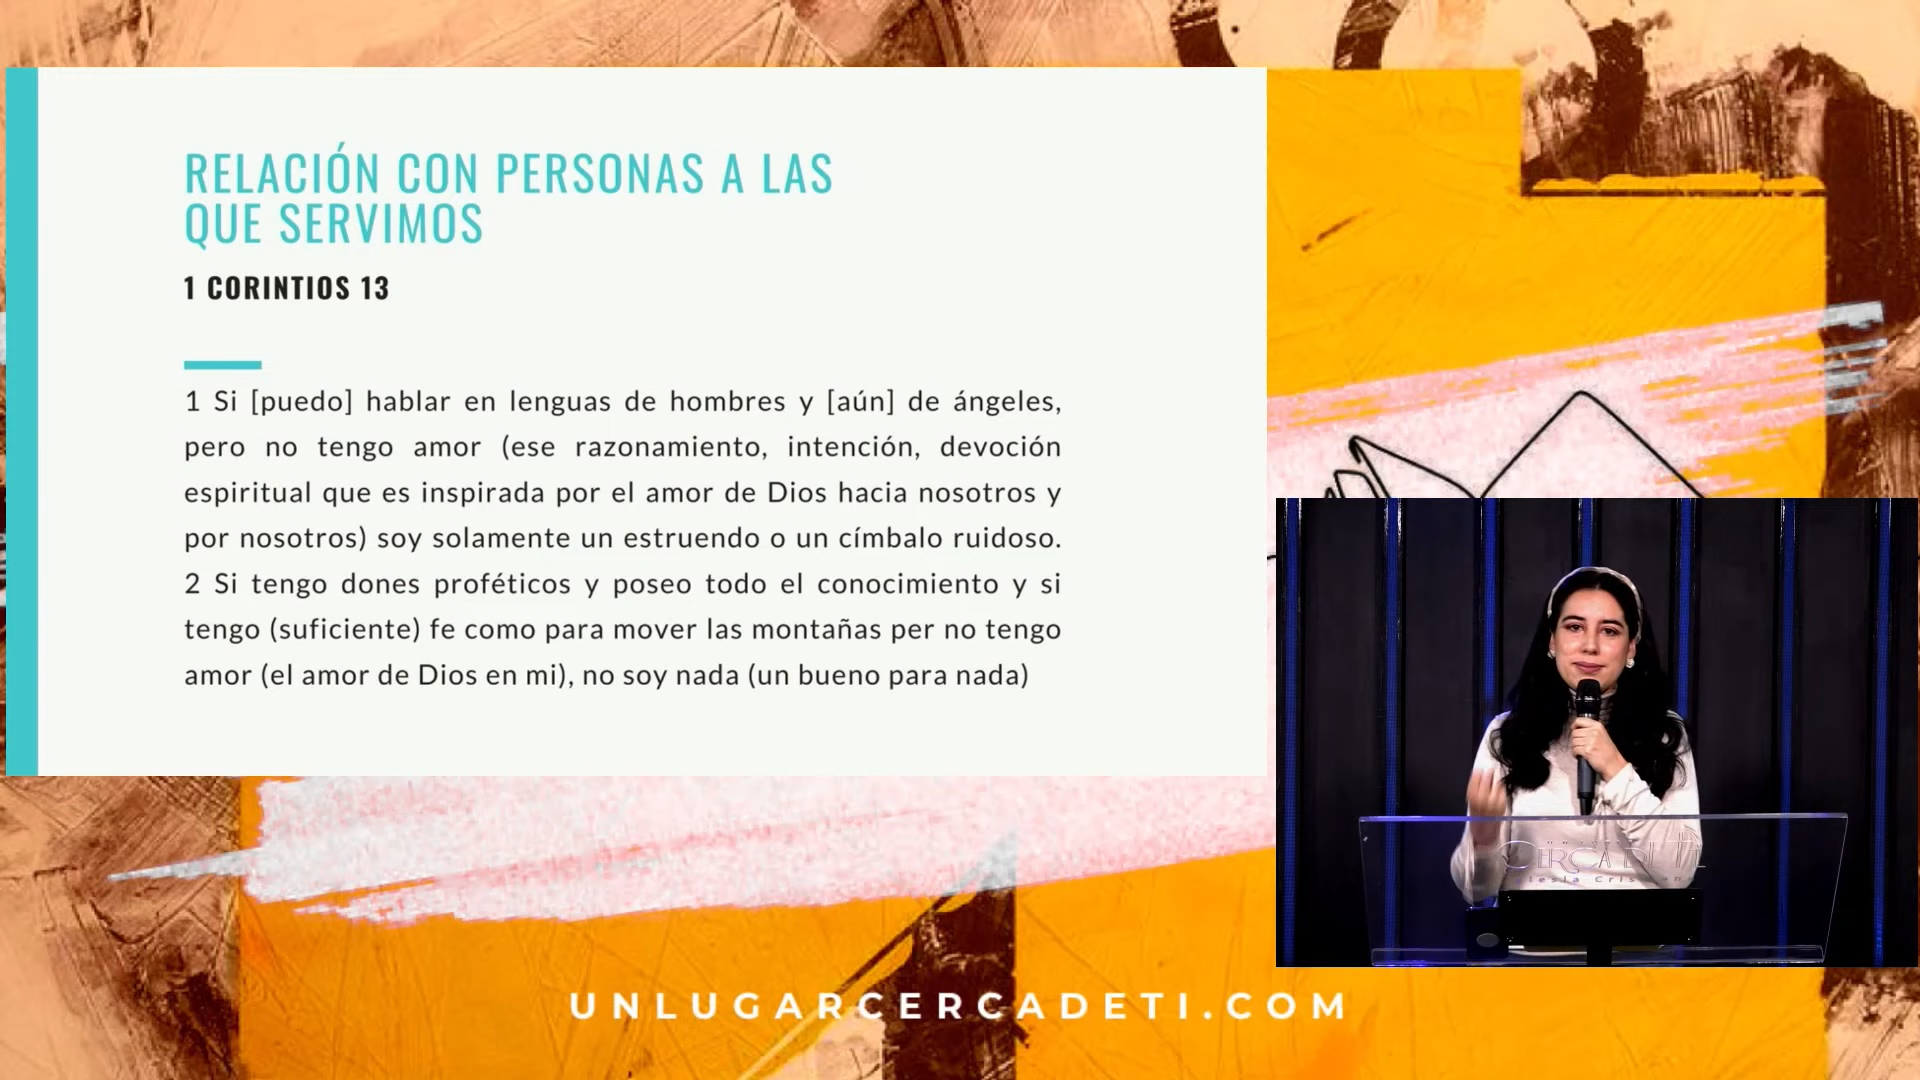 RELACIÓN CON PERSONAS A LAS
QUE SERVIMOS
1 CORINTIOS 13
1 Si [puedo] hablar en lenguas de hombres y [aún] de ángeles,
pero no tengo amor (ese razonamiento, intención, devoción
espiritual que es inspirada por el amor de Dios hacia nosotros y
por nosotros) soy solamente un estruendo o un címbalo ruidoso.
2 Si tengo dones proféticos y poseo todo el conocimiento y si
tengo (suficiente) fe como para mover las montañas per no tengo
amor (el amor de Dios en mi), no soy nada (un bueno para nada)
CERCA DE TI
UNLUGARCERCADETI.COM